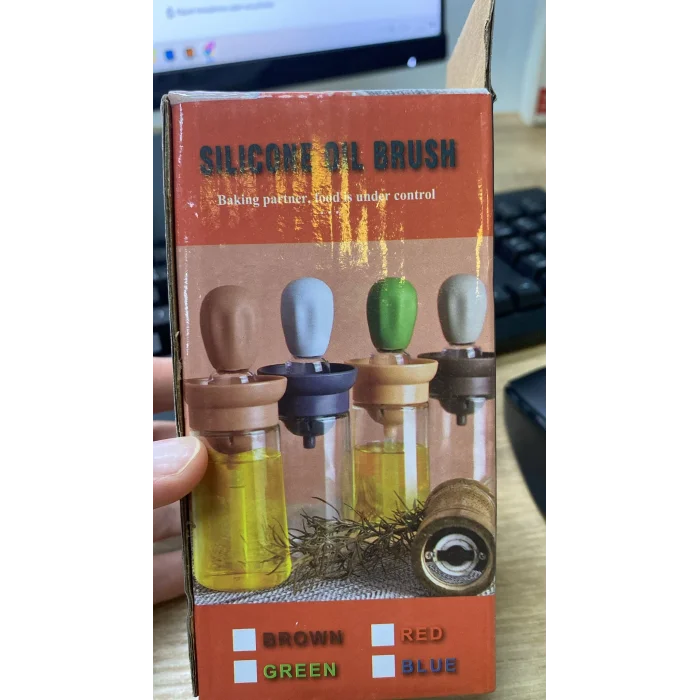 SILICONE OIL BRUSH
Baking partner, food is under control
BROWN
RED
GREEN
BLUE